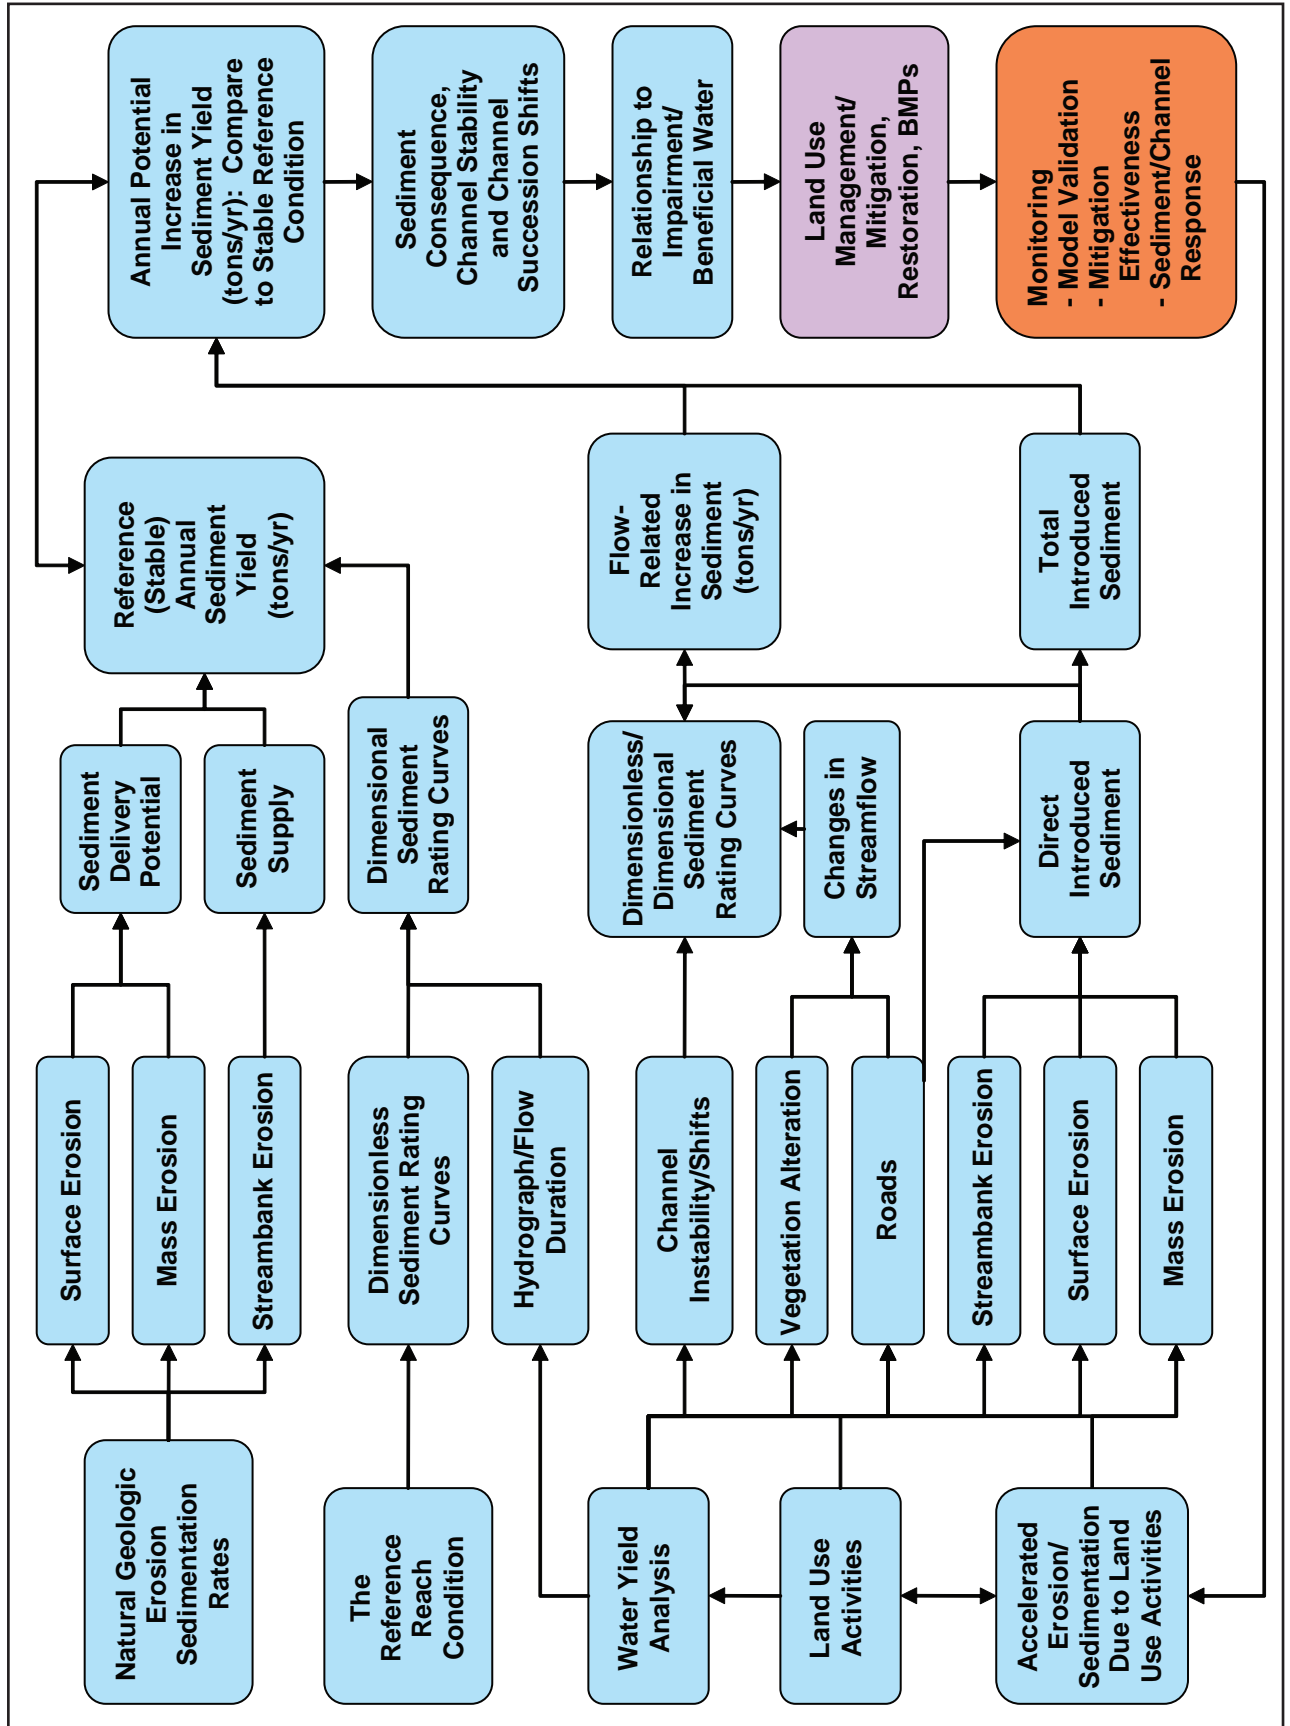 Natural Geologic
Erosion
Sedimentation
Rates
The
Reference
Reach
Condition
Water Yield
Analysis
Land Use
Activities
Accelerated
Erosion/
Sedimentation
Due to Land
Use Activities
Surface Erosion
Mass Erosion
Streambank Erosion
Dimensionless
Sediment Rating
Curves
Hydrograph/Flow
Duration
Channel
Instability/Shifts
Vegetation Alteration
Roads
Streambank Erosion
Surface Erosion
Mass Erosion
Sediment
Delivery
Potential
Sediment
Supply
Dimensional
Sediment
Rating Curves
Dimensionless/
Dimensional
Sediment
Rating Curves
Changes in
Streamflow
Direct
Introduced
Sediment
Reference
(Stable)
Annual
Sediment
Yield
(tons/yr)
Flow-
Related
Increase in
Sediment
(tons/yr)
Total
Introduced
Sediment
Annual Potential
Increase in
Sediment Yield
(tons/yr): Compare
to Stable Reference
Condition
Sediment
Consequence,
Channel Stability
and Channel
Succession Shifts
Relationship to
Impairment/
Beneficial Water
Land Use
Management/
Mitigation,
Restoration, BMPs
Monitoring
- Model Validation
- Mitigation
Effectiveness
- Sediment/Channel
Response